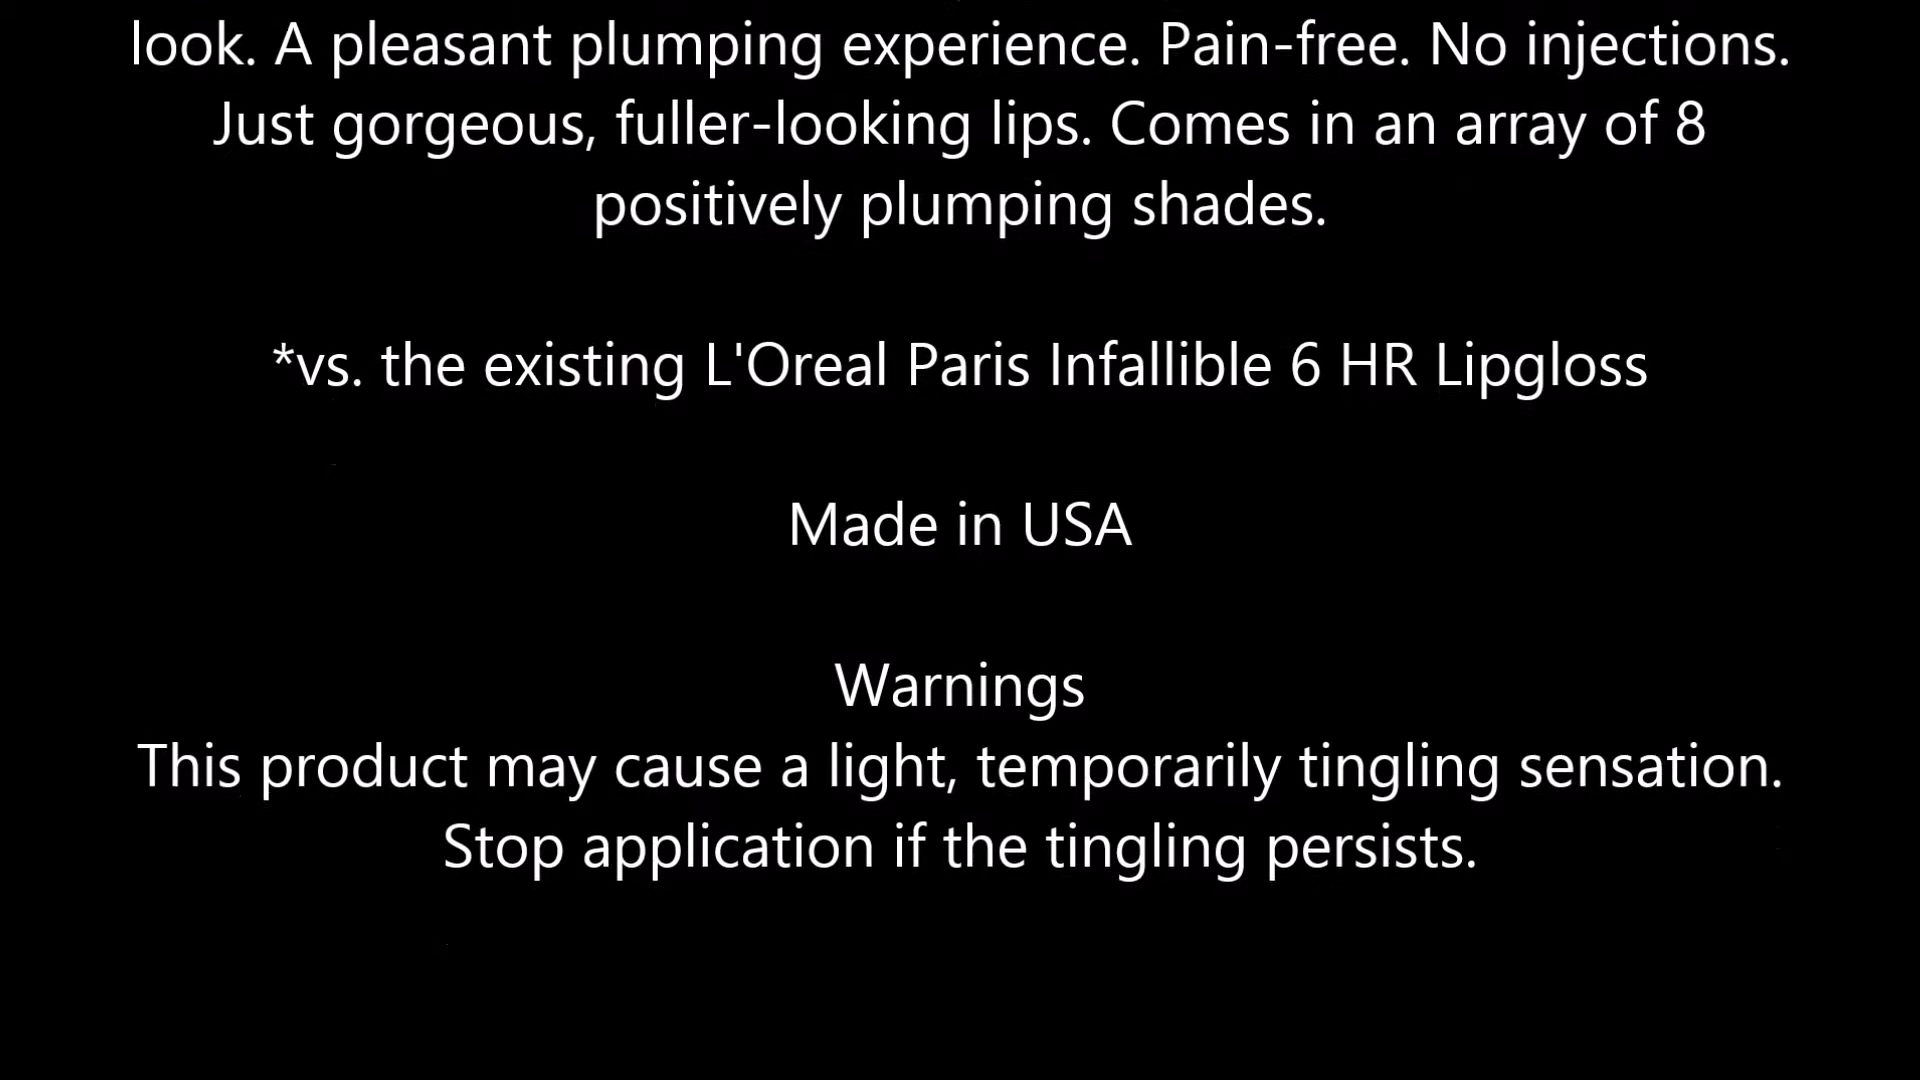 look. A pleasant plumping experience. Pain-free. No injections.
Just gorgeous, fuller-looking lips. Comes in an array of 8
positively plumping shades.
*vs. the existing L'Oreal Paris Infallible 6 HR Lipgloss
Made in USA
Warnings
This product may cause a light, temporarily tingling sensation.
Stop application if the tingling persists.